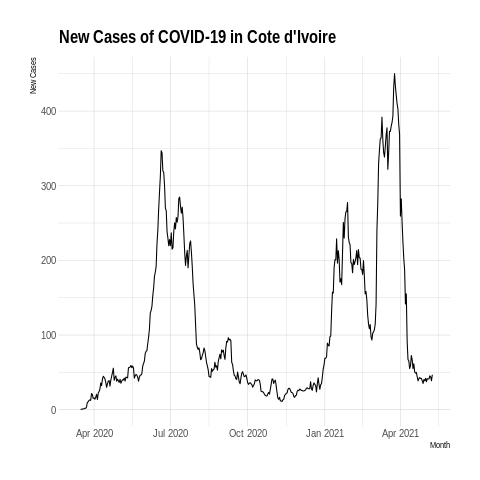 New Cases of COVID-19 in Cote d'Ivoire
New Cases
400
300
200
100
0
Apr 2020 Jul 2020 Oct 2020 Jan 2021 Apr 2021
Month